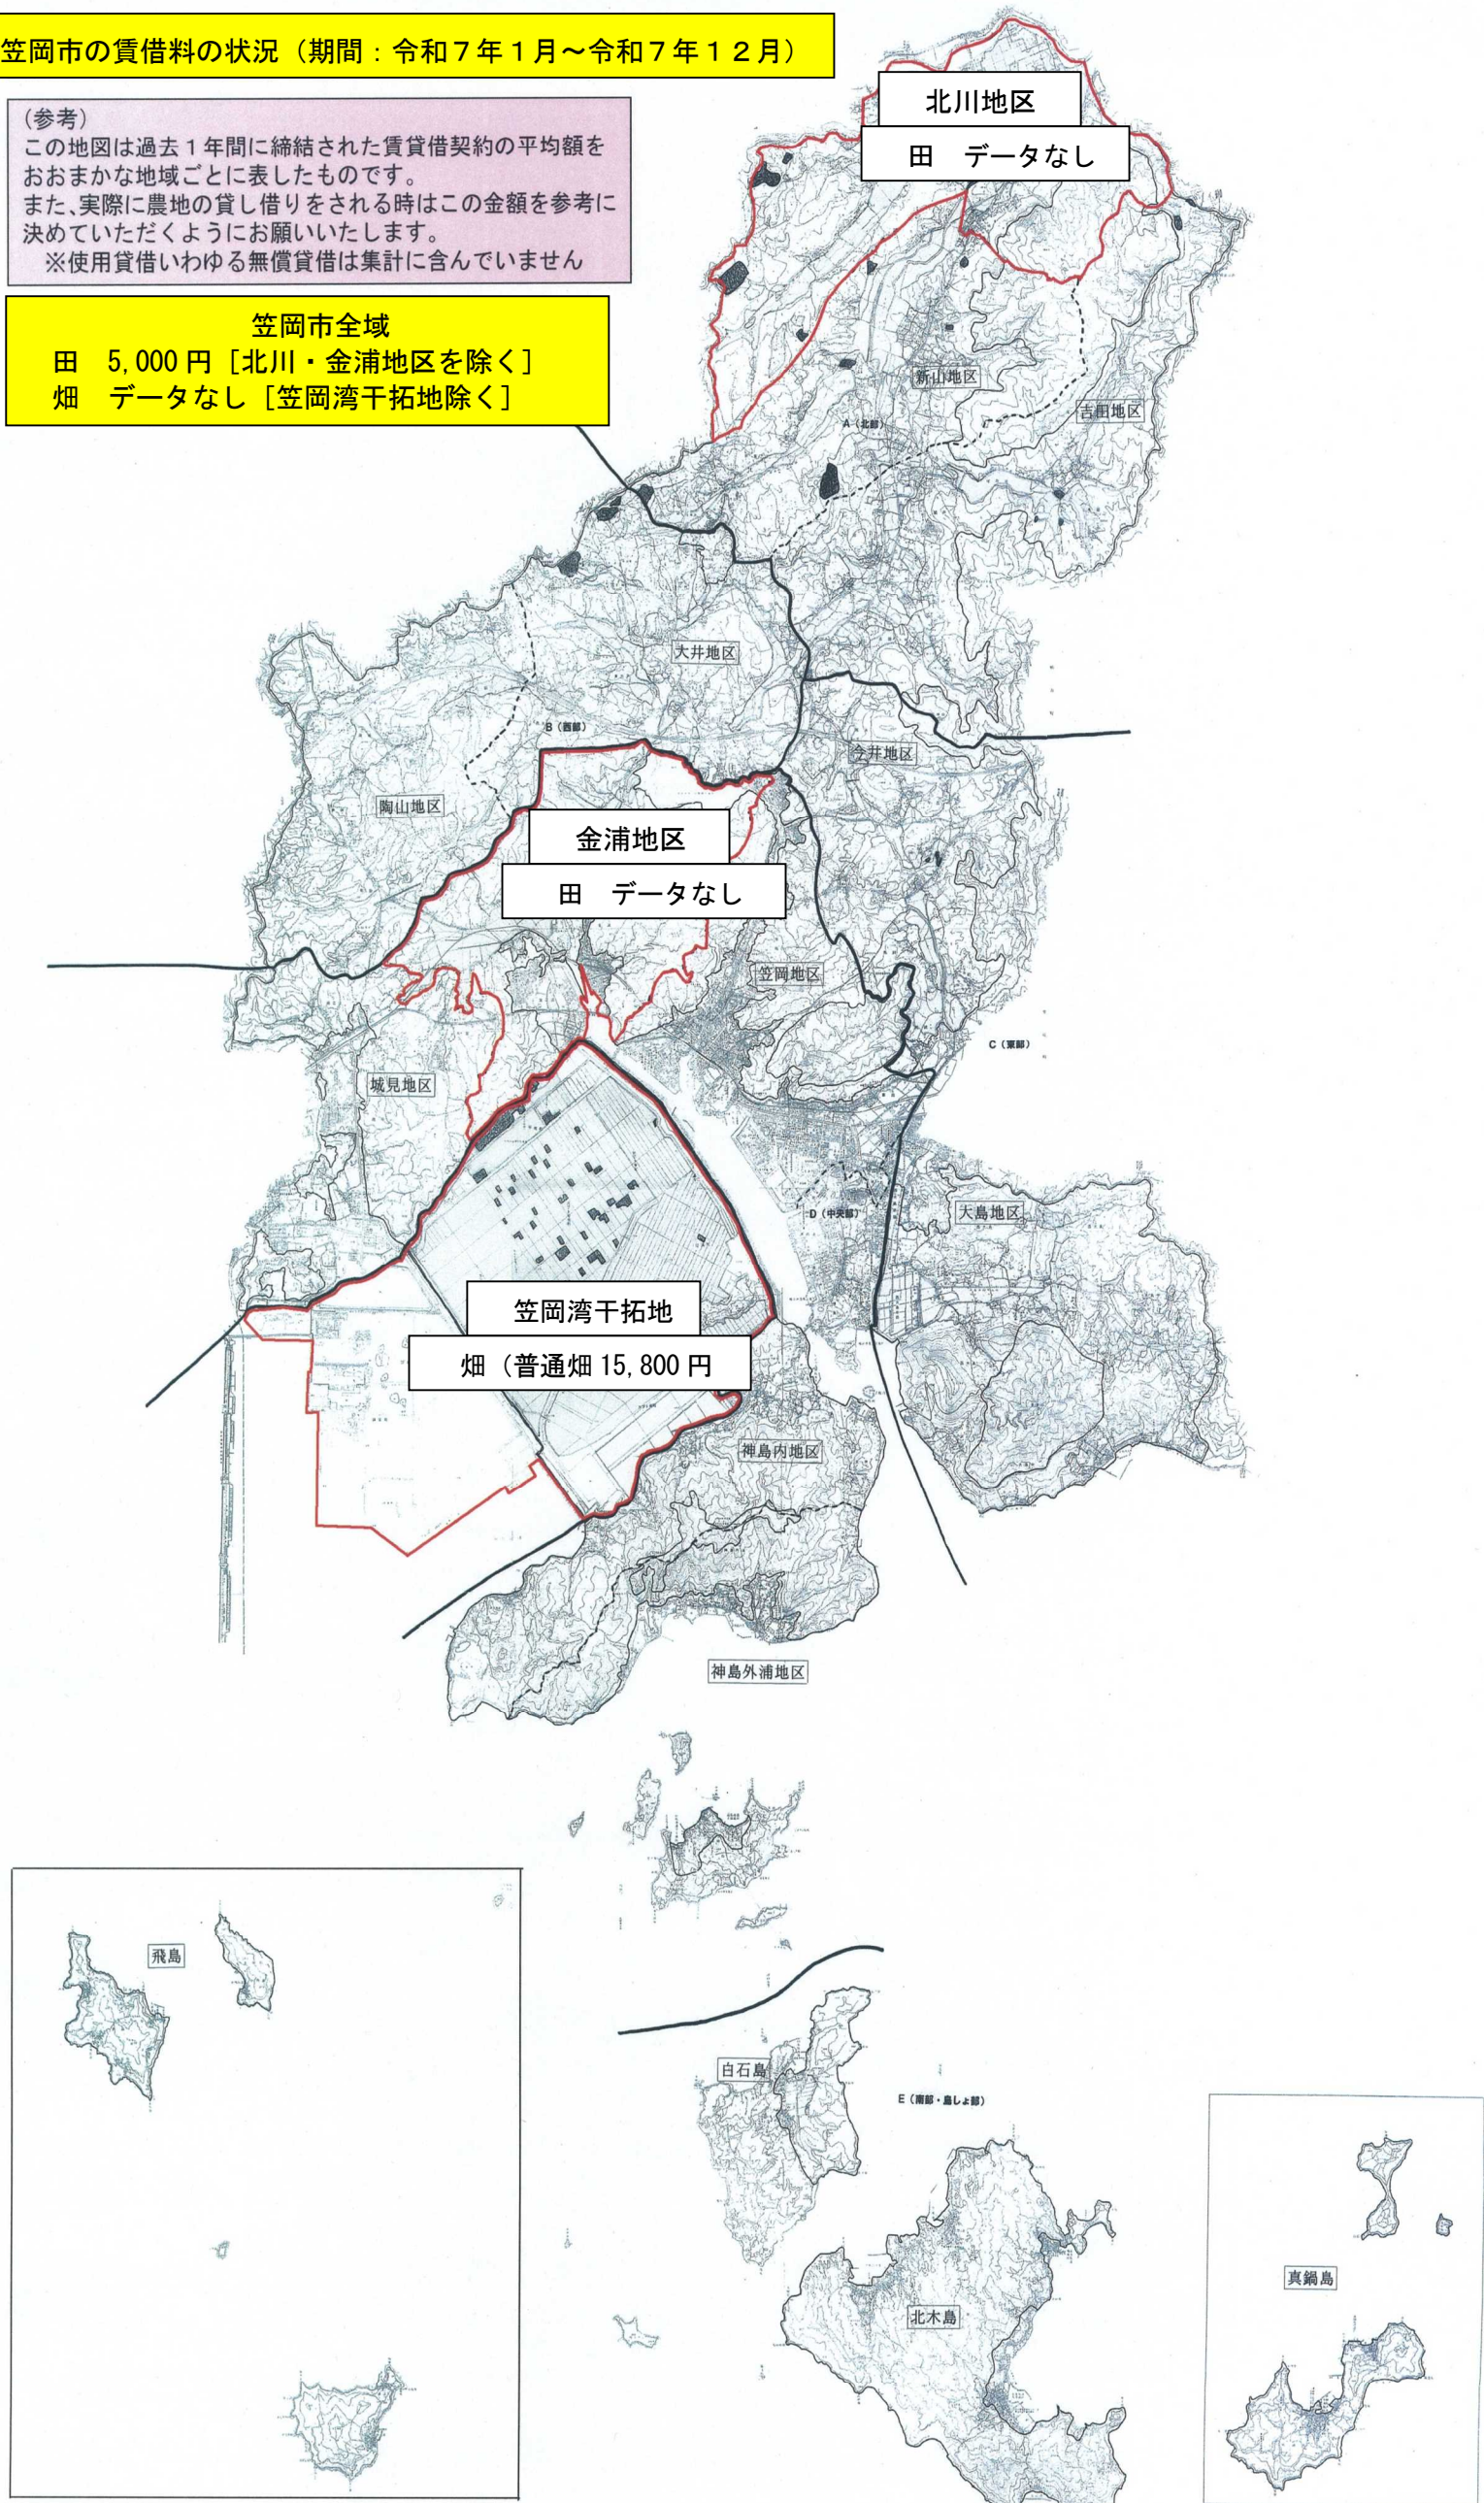 笠岡市の賃借料の状況（期間：令和７年１月～令和７年１２月）
（参考）
この地図は過去１年間に締結された賃貸借契約の平均額を
おおまかな地域ごとに表したものです。
また、実際に農地の貸し借りをされる時はこの金額を参考に
決めていただくようにお願いいたします。
※使用貸借いわゆる無償貸借は集計に含んでいません
笠岡市全域
田　5,000円［北川・金浦地区を除く］
畑　データなし［笠岡湾干拓地除く］
北川地区
田　データなし
新山地区
吉田地区
A（北部）
大井地区
B（西部）
今井地区
陶山地区
金浦地区
田　データなし
笠岡地区
C（東部）
城見地区
D（中央部）
大島地区
笠岡湾干拓地
畑（普通畑15,800円
神島内地区
神島外浦地区
飛島
白石島
E（南部・島しょ部）
北木島
真鍋島